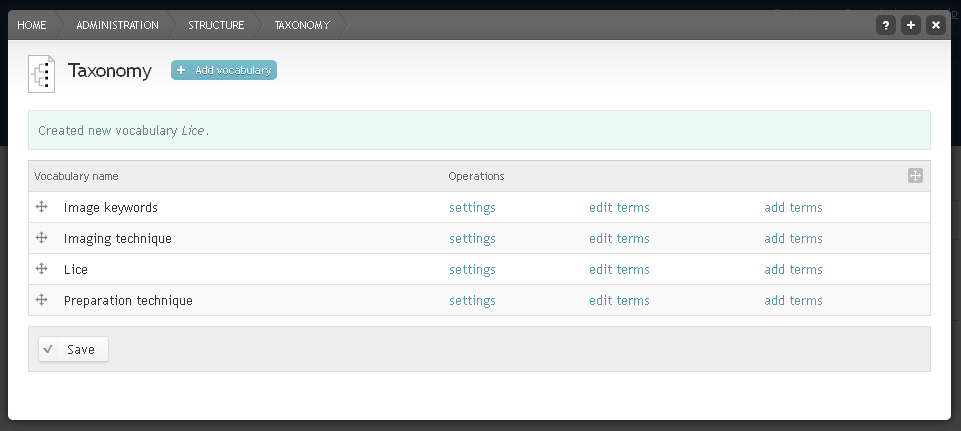 HOME ADMINISTRATION STRUCTURE TAXONOMY ? + ×
Taxonomy + Add vocabulary
Created new vocabulary Lice.
Vocabulary name Operations
Image keywords settings edit terms add terms
Imaging technique settings edit terms add terms
Lice settings edit terms add terms
Preparation technique settings edit terms add terms
Save